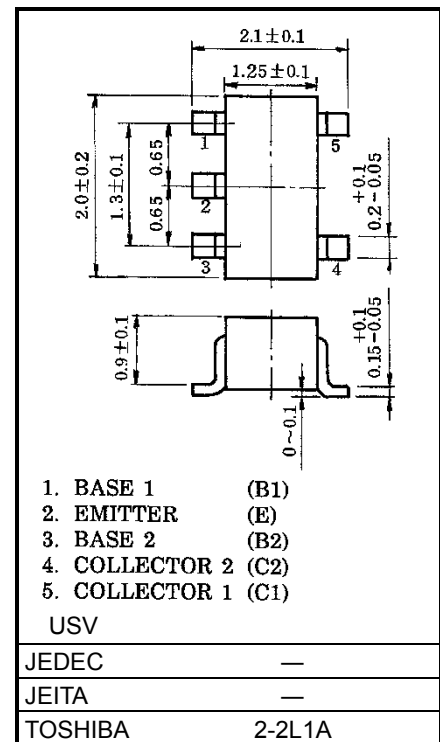 2.1±0.1
1.25±0.1
1
5
2
3
4
2.0±0.2
1.3±0.1
0.65
0.65
+0.1
0.2-0.05
0.9±0.1
+0.1
0.15-0.05
0~0.1
1. BASE 1 (B1)
2. EMITTER (E)
3. BASE 2 (B2)
4. COLLECTOR 2 (C2)
5. COLLECTOR 1 (C1)
USV
JEDEC —
JEITA —
TOSHIBA 2-2L1A